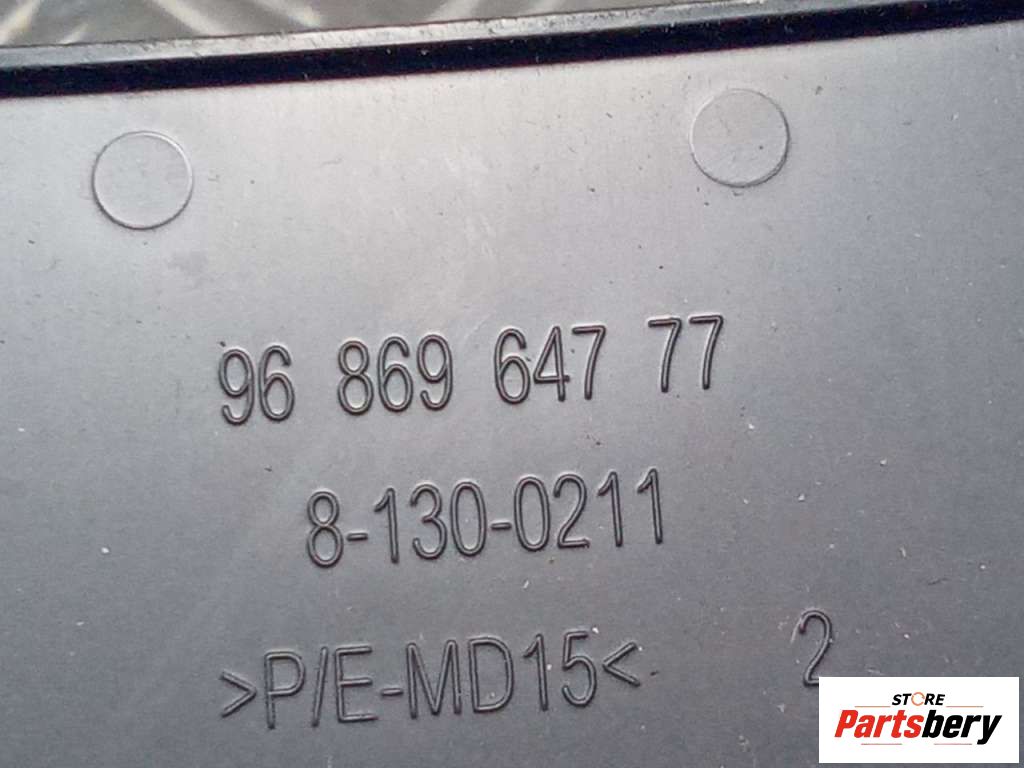 96 869 647 77
8-130-0211
>P/E-MD15< 2
STORE
Partsbery